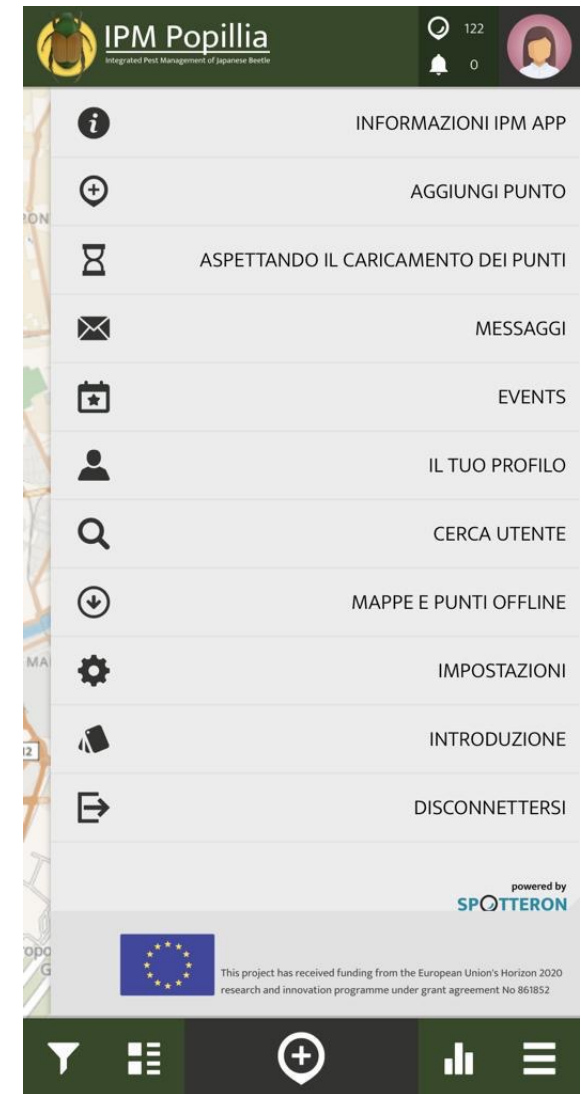 IPM Popillia
Integrated Pest Management of Japanese Beetle
122
0
INFORMAZIONI IPM APP
AGGIUNGI PUNTO
ASPETTANDO IL CARICAMENTO DEI PUNTI
MESSAGGI
EVENTS
IL TUO PROFILO
CERCA UTENTE
MAPPE E PUNTI OFFLINE
IMPOSTAZIONI
INTRODUZIONE
DISCONNETTERSI
powered by
SPOTTERON
This project has received funding from the European Union's Horizon 2020
research and innovation programme under grant agreement No 861852